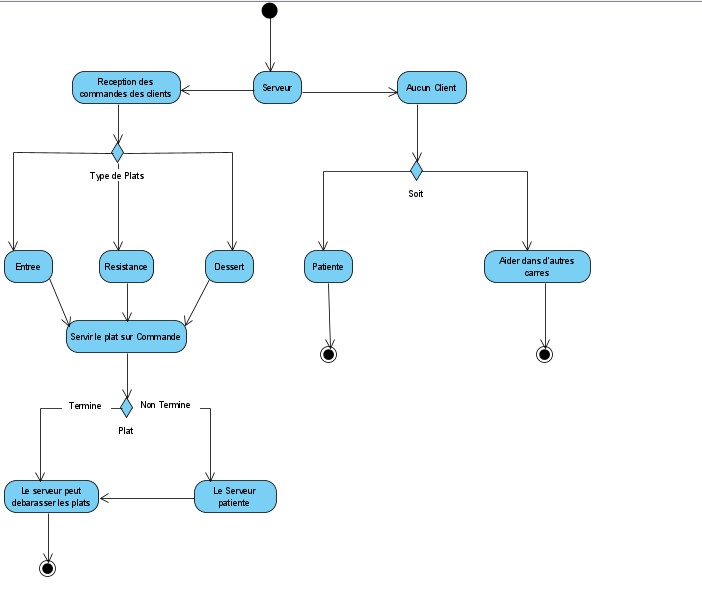 Reception des
commandes des clients
Serveur
Aucun Client
Type de Plats
Soit
Entree
Resistance
Dessert
Patiente
Aider dans d'autres
carres
Servir le plat sur Commande
Termine
Non Termine
Plat
Le serveur peut
debarasser les plats
Le Serveur
patiente